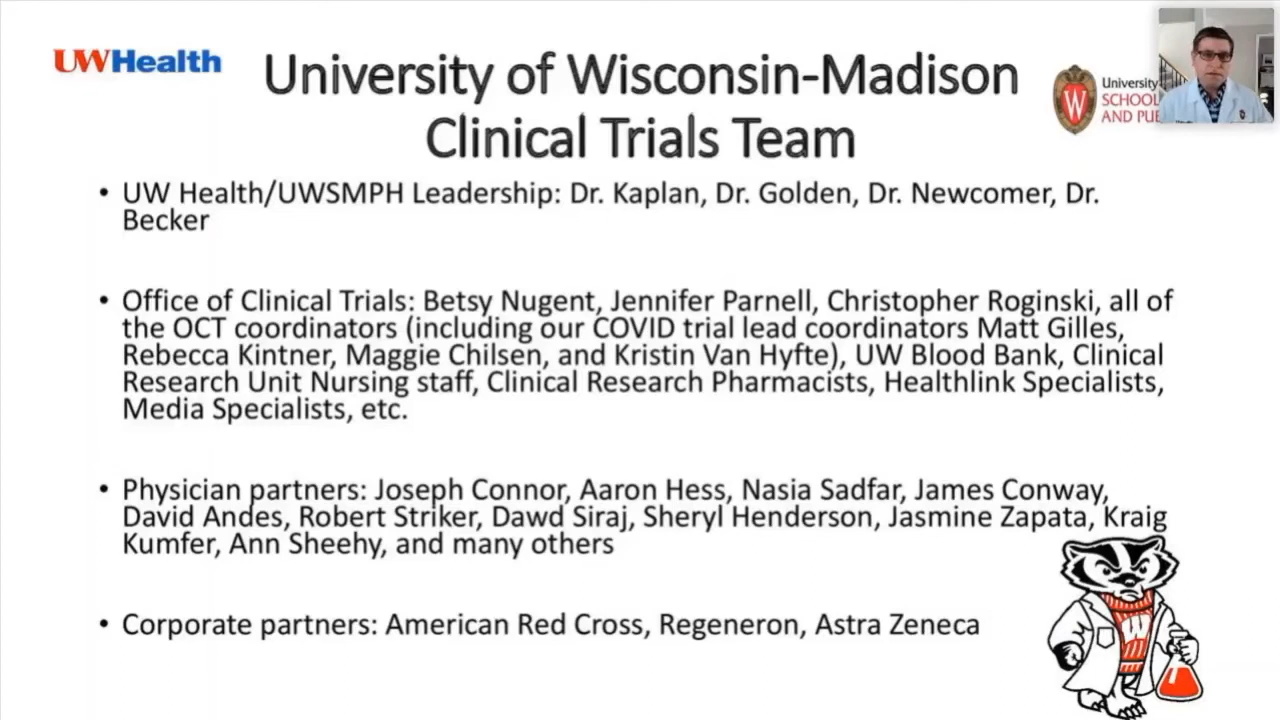 UWHealth
University of Wisconsin-Madison
Clinical Trials Team
University
SCHOOL
AND PUB
• UW Health/UWSMPH Leadership: Dr. Kaplan, Dr. Golden, Dr. Newcomer, Dr.
Becker
• Office of Clinical Trials: Betsy Nugent, Jennifer Parnell, Christopher Roginski, all of
the OCT coordinators (including our COVID trial lead coordinators Matt Gilles,
Rebecca Kintner, Maggie Chilsen, and Kristin Van Hyfte), UW Blood Bank, Clinical
Research Unit Nursing staff, Clinical Research Pharmacists, Healthlink Specialists,
Media Specialists, etc.
• Physician partners: Joseph Connor, Aaron Hess, Nasia Sadfar, James Conway,
David Andes, Robert Striker, Dawd Siraj, Sheryl Henderson, Jasmine Zapata, Kraig
Kumfer, Ann Sheehy, and many others
• Corporate partners: American Red Cross, Regeneron, Astra Zeneca
W
W